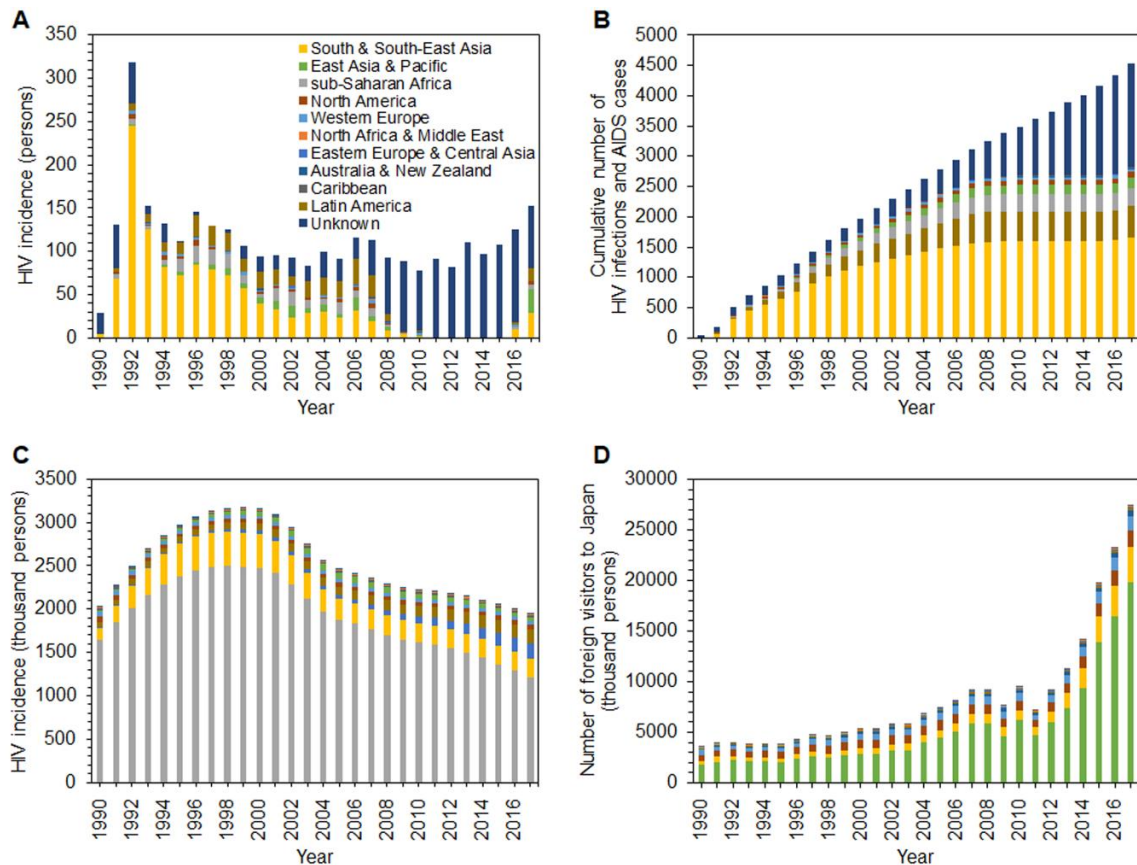 A
HIV incidence (persons)
350
300
250
200
150
100
50
0
South & South-East Asia
East Asia & Pacific
sub-Saharan Africa
North America
Western Europe
North Africa & Middle East
Eastern Europe & Central Asia
Australia & New Zealand
Caribbean
Latin America
Unknown
1990 1992 1994 1996 1998 2000 2002 2004 2006 2008 2010 2012 2014 2016
Year
B
Cumulative number of
HIV infections and AIDS cases
5000
4500
4000
3500
3000
2500
2000
1500
1000
500
0
1990 1992 1994 1996 1998 2000 2002 2004 2006 2008 2010 2012 2014 2016
Year
C
HIV incidence (thousand persons)
3500
3000
2500
2000
1500
1000
500
0
1990 1992 1994 1996 1998 2000 2002 2004 2006 2008 2010 2012 2014 2016
Year
D
Number of foreign visitors to Japan
(thousand persons)
30000
25000
20000
15000
10000
5000
0
1990 1992 1994 1996 1998 2000 2002 2004 2006 2008 2010 2012 2014 2016
Year